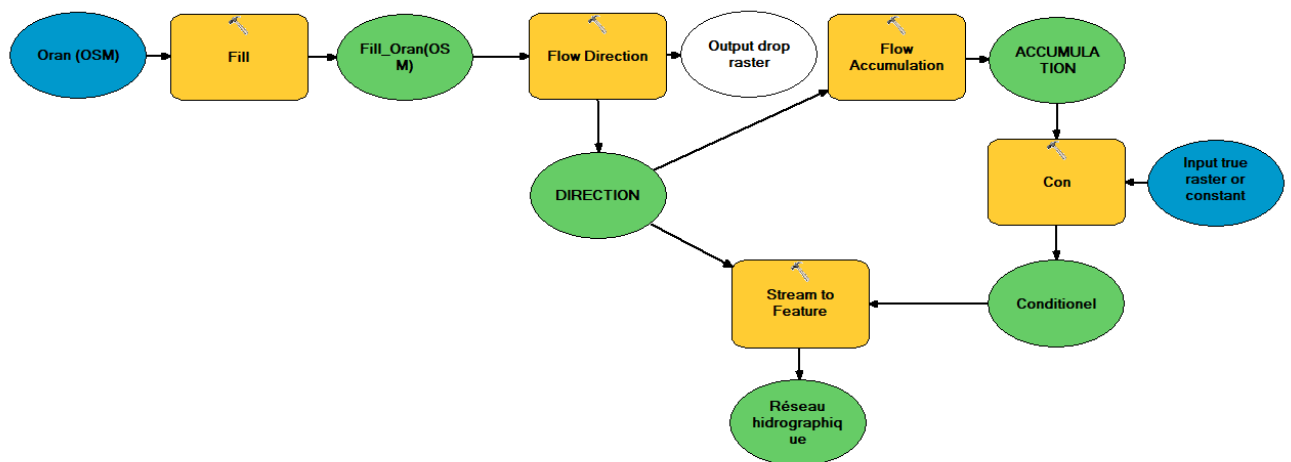 Oran (OSM)
Fill
Fill_Oran(OS
M)
Flow Direction
Output drop
raster
Flow
Accumulation
ACCUMULA
TION
DIRECTION
Con
Input true
raster or
constant
Stream to
Feature
Conditionel
Réseau
hidrographiq
ue